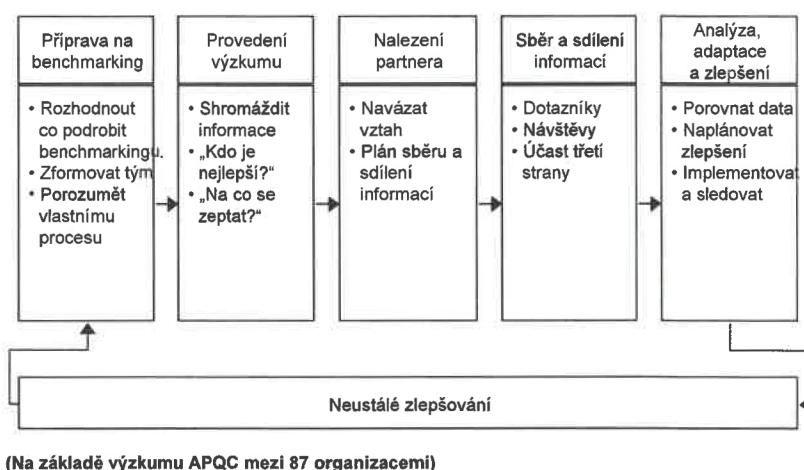 Příprava na
benchmarking
• Rozhodnout
co podrobit
benchmarkingu.
• Zformovat tým
• Porozumět
vlastnímu
procesu
Provedení
výzkumu
• Shromáždit
informace
• „Kdo je
nejlepší?“
• „Na co se
zeptat?“
Nalezení
partnera
• Navázat
vztah
• Plán sběru a
sdílení
informací
Sběr a sdílení
informací
• Dotazníky
• Návštěvy
• Účast třetí
strany
Analýza,
adaptace
a zlepšení
• Porovnat data
• Naplánovat
zlepšení
• Implementovat
a sledovat
Neustálé zlepšování
(Na základě výzkumu APQC mezi 87 organizacemi)